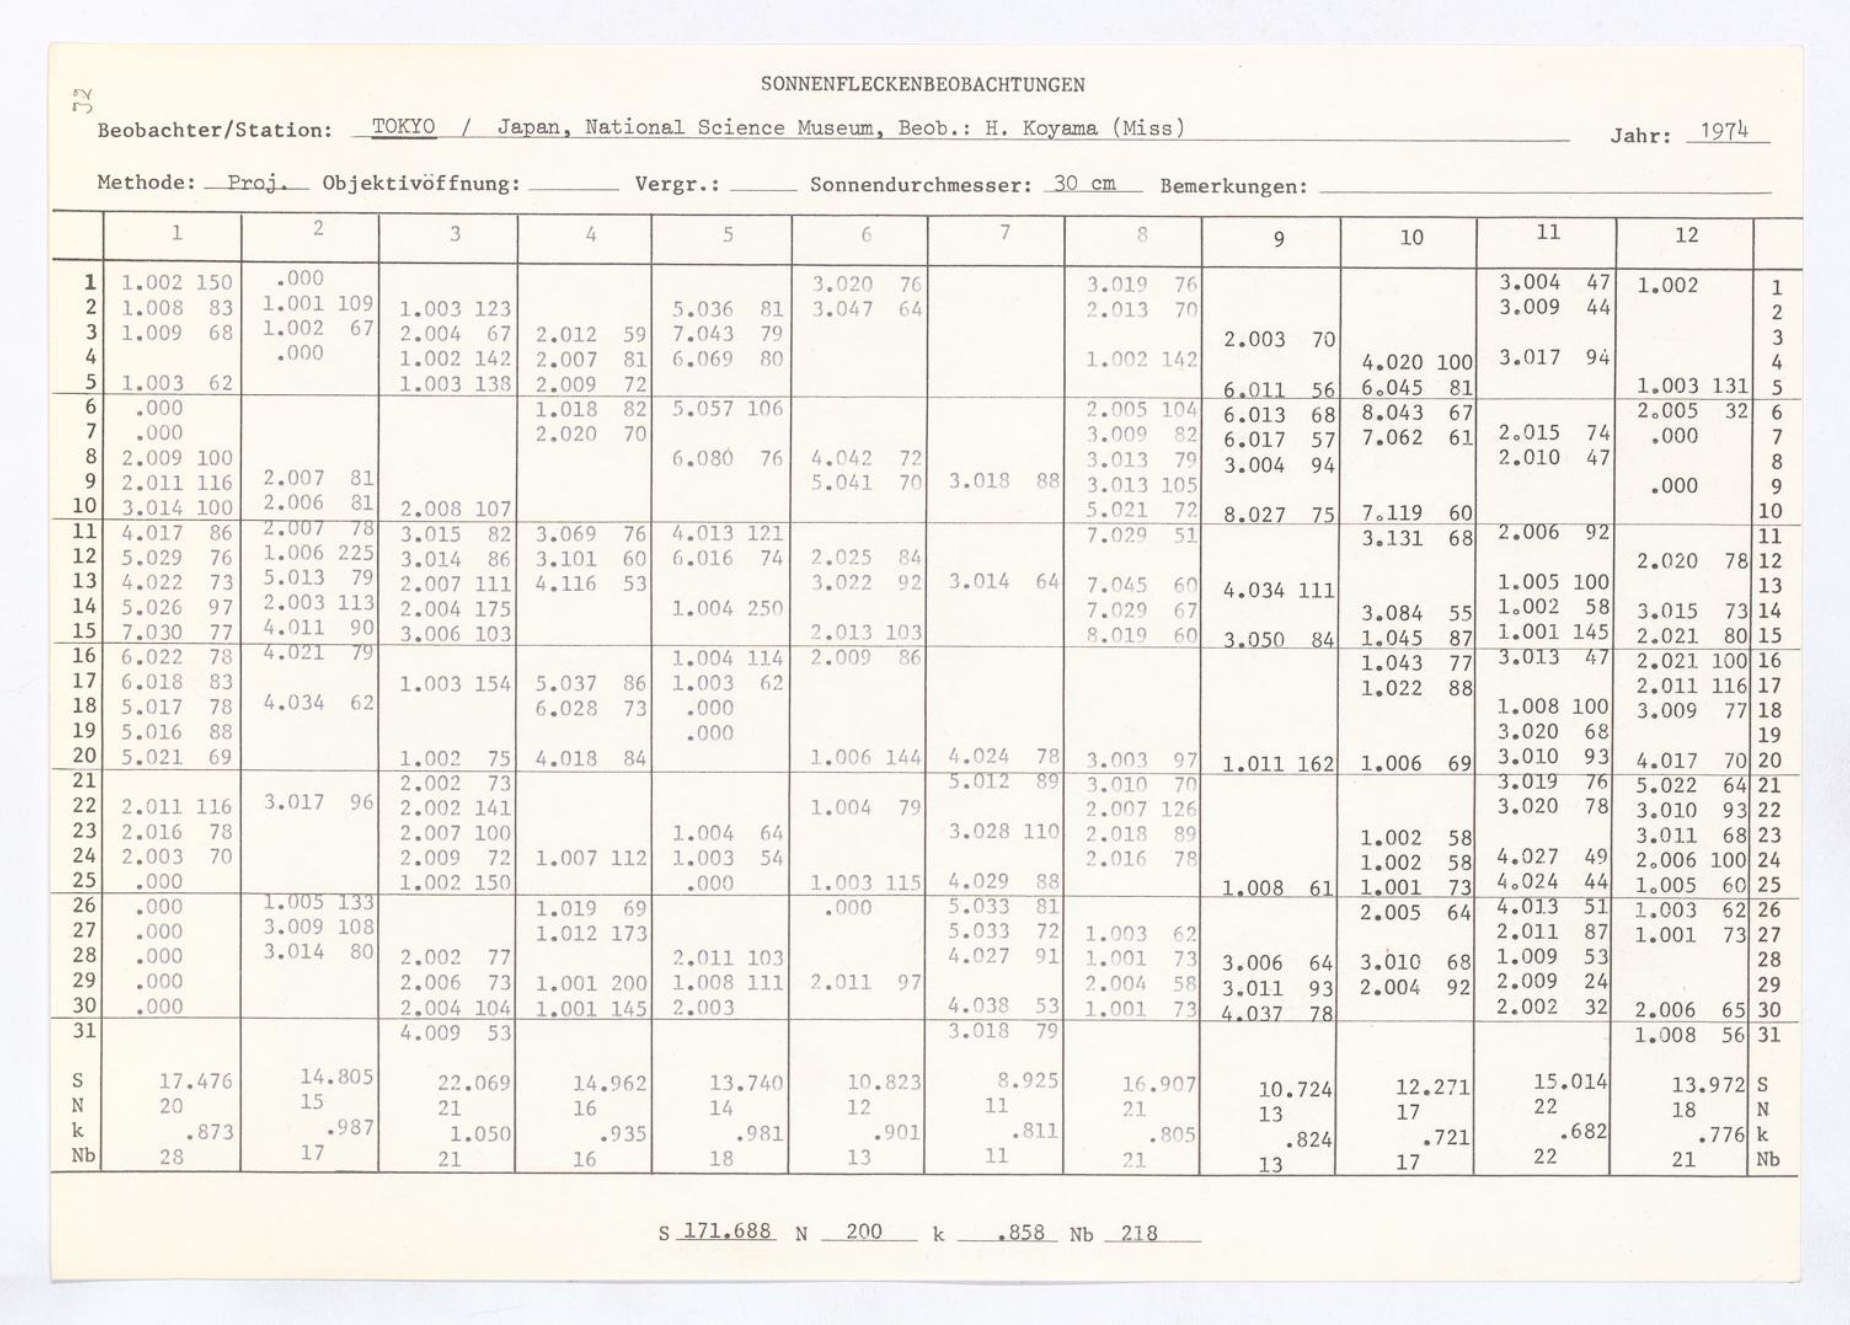 J2
SONNENFLECKENBEOBACHTUNGEN
Beobachter/Station: TOKYO / Japan, National Science Museum, Beob.: H. Koyama (Miss) Jahr: 1974
Methode: Proj. Objektivöffnung: Vergr.: Sonnendurchmesser: 30 cm Bemerkungen:
1 2 3 4 5 6 7 8 9 10 11 12
1 1.002 150 .000 3.020 76 3.019 76 3.004 47 1.002 1
2 1.008 83 1.001 109 1.003 123 5.036 81 3.047 64 2.013 70 3.009 44 2
3 1.009 68 1.002 67 2.004 67 2.012 59 7.043 79 2.003 70 3
4 .000 1.002 142 2.007 81 6.069 80 1.002 142 4.020 100 3.017 94 4
5 1.003 62 1.003 138 2.009 72 6.011 56 6.045 81 1.003 131 5
6 .000 1.018 82 5.057 106 2.005 104 6.013 68 8.043 67 2.005 32 6
7 .000 2.020 70 3.009 82 6.017 57 7.062 61 2.015 74 .000 7
8 2.009 100 6.080 76 4.042 72 3.013 79 3.004 94 2.010 47 8
9 2.011 116 2.007 81 5.041 70 3.018 88 3.013 105 .000 9
10 3.014 100 2.006 81 2.008 107 5.021 72 8.027 75 7.119 60 10
11 4.017 86 2.007 78 3.015 82 3.069 76 4.013 121 7.029 51 3.131 68 2.006 92 11
12 5.029 76 1.006 225 3.014 86 3.101 60 6.016 74 2.025 84 2.020 78 12
13 4.022 73 5.013 79 2.007 111 4.116 53 3.022 92 3.014 64 7.045 60 4.034 111 1.005 100 13
14 5.026 97 2.003 113 2.004 175 1.004 250 7.029 67 3.084 55 1.002 58 3.015 73 14
15 7.030 77 4.011 90 3.006 103 2.013 103 8.019 60 3.050 84 1.045 87 1.001 145 2.021 80 15
16 6.022 78 4.021 79 1.004 114 2.009 86 1.043 77 3.013 47 2.021 100 16
17 6.018 83 1.003 154 5.037 86 1.003 62 1.022 88 2.011 116 17
18 5.017 78 4.034 62 6.028 73 .000 1.008 100 3.009 77 18
19 5.016 88 .000 3.020 68 19
20 5.021 69 1.002 75 4.018 84 1.006 144 4.024 78 3.003 97 1.011 162 1.006 69 3.010 93 4.017 70 20
21 2.002 73 5.012 89 3.010 70 3.019 76 5.022 64 21
22 2.011 116 3.017 96 2.002 141 1.004 79 2.007 126 3.020 78 3.010 93 22
23 2.016 78 2.007 100 1.004 64 3.028 110 2.018 89 1.002 58 3.011 68 23
24 2.003 70 2.009 72 1.007 112 1.003 54 2.016 78 1.002 58 4.027 49 2.006 100 24
25 .000 1.002 150 .000 1.003 115 4.029 88 1.008 61 1.001 73 4.024 44 1.005 60 25
26 .000 1.005 133 1.019 69 .000 5.033 81 2.005 64 4.013 51 1.003 62 26
27 .000 3.009 108 1.012 173 5.033 72 1.003 62 2.011 87 1.001 73 27
28 .000 3.014 80 2.002 77 2.011 103 4.027 91 1.001 73 3.006 64 3.010 68 1.009 53 28
29 .000 2.006 73 1.001 200 1.008 111 2.011 97 2.004 58 3.011 93 2.004 92 2.009 24 29
30 .000 2.004 104 1.001 145 2.003 4.038 53 1.001 73 4.037 78 2.002 32 2.006 65 30
31 4.009 53 3.018 79 1.008 56 31
S 17.476 14.805 22.069 14.962 13.740 10.823 8.925 16.907 10.724 12.271 15.014 13.972 S
N 20 15 21 16 14 12 11 21 13 17 22 18 N
k .873 .987 1.050 .935 .981 .901 .811 .805 .824 .721 .682 .776 k
Nb 28 17 21 16 18 13 11 21 13 17 22 21 Nb
S 171.688 N 200 k .858 Nb 218